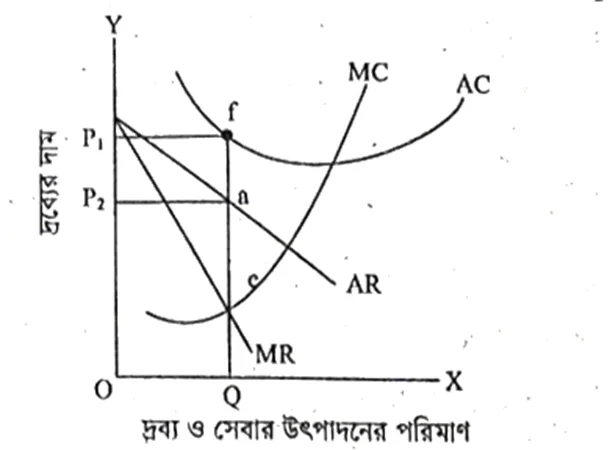 Y
MC
AC
f
P₁
দ্রব্যের দাম
P₂
a
c
AR
MR
O
Q
X
দ্রব্য ও সেবার উৎপাদনের পরিমাণ